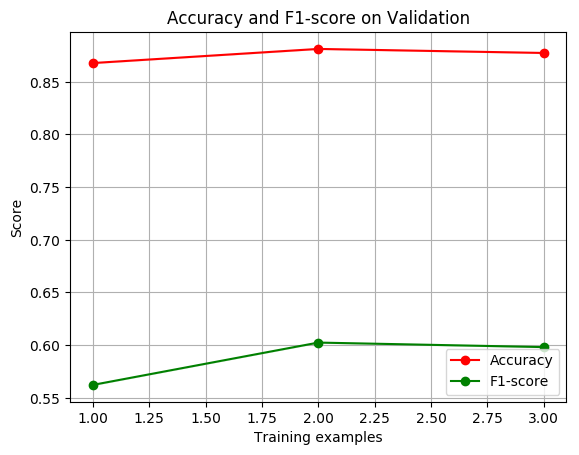 Accuracy and F1-score on Validation
0.85
0.80
0.75
0.70
0.65
0.60
0.55
Score
Accuracy
F1-score
1.00 1.25 1.50 1.75 2.00 2.25 2.50 2.75 3.00
Training examples